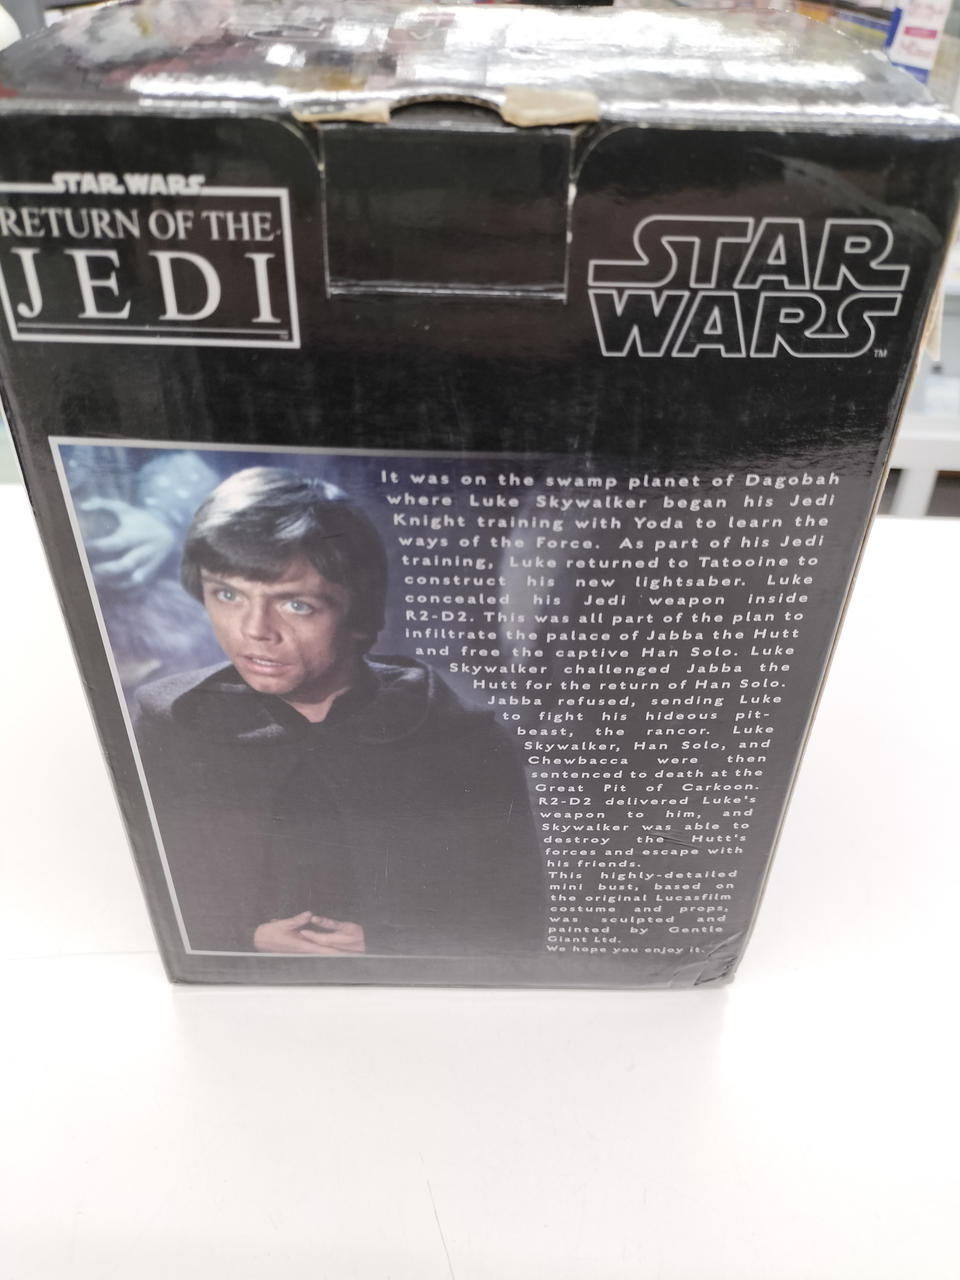 STAR WARS
RETURN OF THE
JEDI
STAR
WARS
TM
It was on the swamp planet of Dagobah
where Luke Skywalker began his Jedi
Knight training with Yoda to learn the
ways of the Force. As part of his Jedi
training, Luke returned to Tatooine to
construct his new lightsaber. Luke
concealed his Jedi weapon inside
R2-D2. This was all part of the plan to
infiltrate the palace of Jabba the Hutt
and free the captive Han Solo. Luke
Skywalker challenged Jabba the
Hutt for the return of Han Solo.
Jabba refused, sending Luke
to fight his hideous pit-
beast, the rancor. Luke
Skywalker, Han Solo, and
Chewbacca were then
sentenced to death at the
Great Pit of Carkoon.
R2-D2 delivered Luke's
weapon to him, and
Skywalker was able to
destroy the Hutt's
forces and escape with
his friends.
This highly-detailed
mini bust, based on
the original Lucasfilm
costume and props,
was sculpted and
painted by Gentle
Giant Ltd.
We hope you enjoy it.